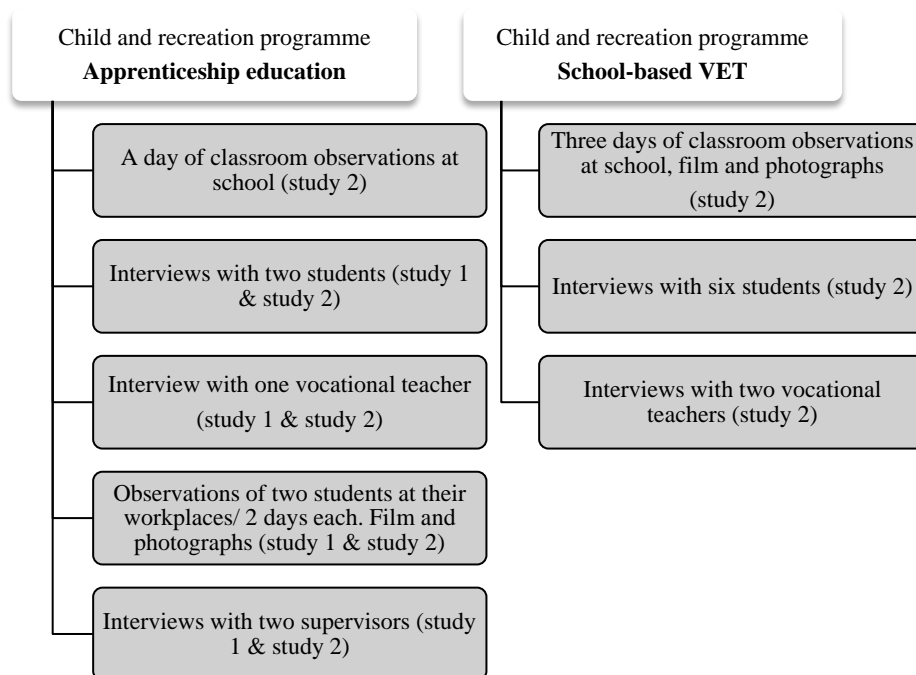 Child and recreation programme
Apprenticeship education
A day of classroom observations at
school (study 2)
Interviews with two students (study 1
& study 2)
Interview with one vocational teacher
(study 1 & study 2)
Observations of two students at their
workplaces/ 2 days each. Film and
photographs (study 1 & study 2)
Interviews with two supervisors (study
1 & study 2)
Child and recreation programme
School-based VET
Three days of classroom observations
at school, film and photographs
(study 2)
Interviews with six students (study 2)
Interviews with two vocational
teachers (study 2)